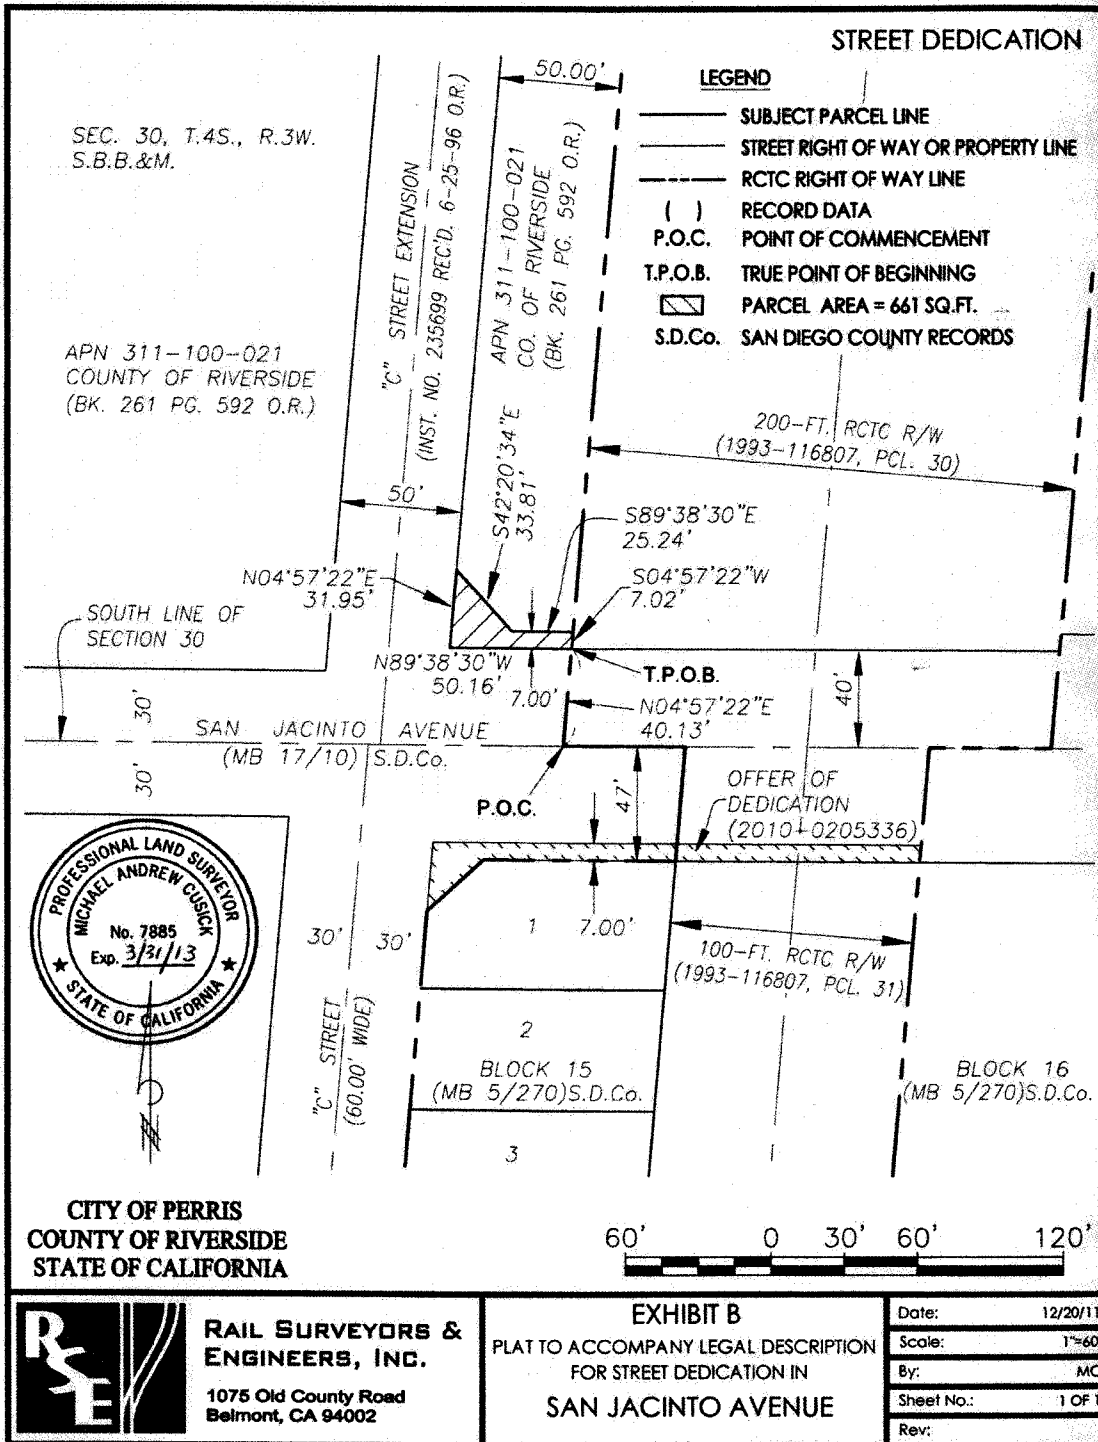 STREET DEDICATION
50.00'
LEGEND
SUBJECT PARCEL LINE
STREET RIGHT OF WAY OR PROPERTY LINE
RCTC RIGHT OF WAY LINE
( ) RECORD DATA
P.O.C. POINT OF COMMENCEMENT
T.P.O.B. TRUE POINT OF BEGINNING
PARCEL AREA = 661 SQ.FT.
S.D.Co. SAN DIEGO COUNTY RECORDS
SEC. 30, T.4S., R.3W.
S.B.B.&M.
"C" STREET EXTENSION
(INST. NO. 235699 REC'D. 6-25-96 O.R.)
APN 311-100-021
CO. OF RIVERSIDE
(BK. 261 PG. 592 O.R.)
APN 311-100-021
COUNTY OF RIVERSIDE
(BK. 261 PG. 592 O.R.)
200-FT. RCTC R/W
(1993-116807, PCL. 30)
50'
S42°20'34"E
33.81'
S89°38'30"E
25.24'
N04°57'22"E
31.95'
S04°57'22"W
7.02'
SOUTH LINE OF
SECTION 30
N89°38'30"W
50.16'
7.00'
T.P.O.B.
N04°57'22"E
40.13'
40'
30'
SAN JACINTO AVENUE
(MB 17/10) S.D.Co.
30'
P.O.C.
47'
OFFER OF
DEDICATION
(2010-0205336)
PROFESSIONAL LAND SURVEYOR
MICHAEL ANDREW CUSICK
No. 7885
Exp. 3/31/13
STATE OF CALIFORNIA
30'
30'
1
7.00'
100-FT. RCTC R/W
(1993-116807, PCL. 31)
"C" STREET
(60.00' WIDE)
2
BLOCK 15
(MB 5/270)S.D.Co.
BLOCK 16
(MB 5/270)S.D.Co.
3
N
CITY OF PERRIS
COUNTY OF RIVERSIDE
STATE OF CALIFORNIA
60' 0 30' 60' 120'
RSE
RAIL SURVEYORS &
ENGINEERS, INC.
1075 Old County Road
Belmont, CA 94002
EXHIBIT B
PLAT TO ACCOMPANY LEGAL DESCRIPTION
FOR STREET DEDICATION IN
SAN JACINTO AVENUE
Date: 12/20/11
Scale: 1"=60
By: MC
Sheet No.: 1 OF 1
Rev: